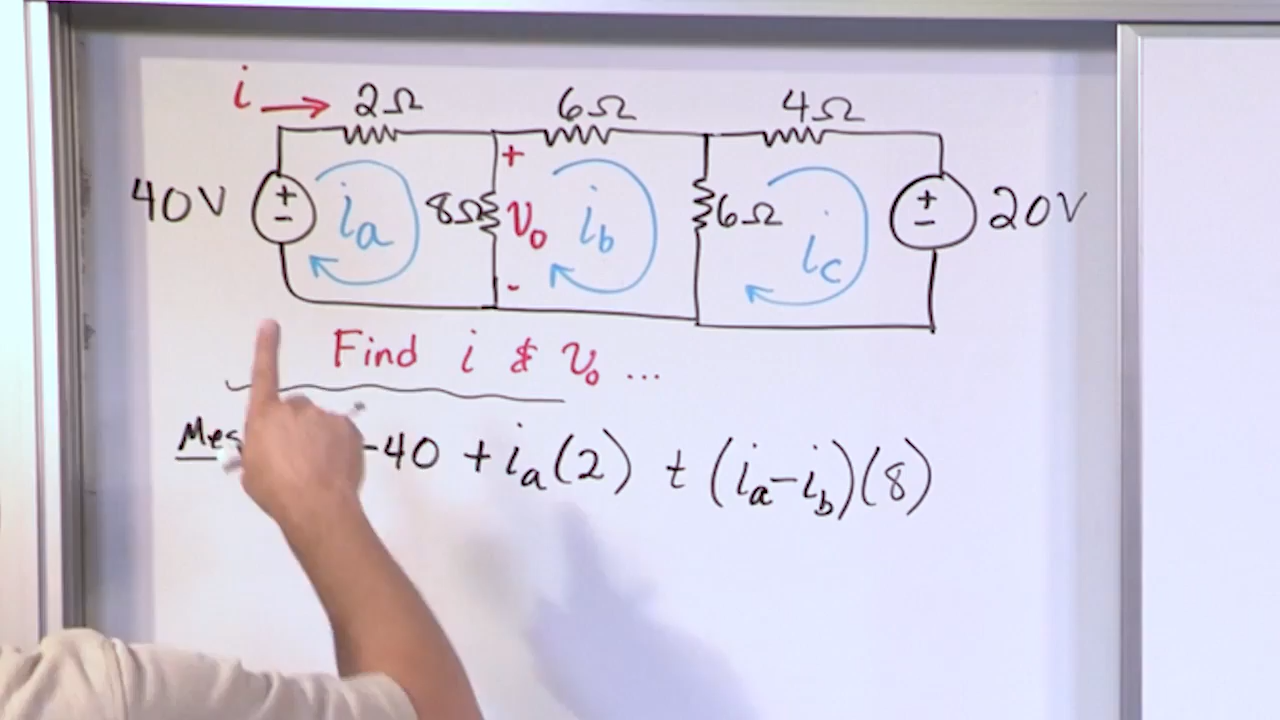 i 2Ω 6Ω 4Ω
+ 
40V + - ia 8Ω v₀ ib 6Ω ic + - 20V
-
Find i & v₀ ...
-40 + ia(2) + (ia-ib)(8)